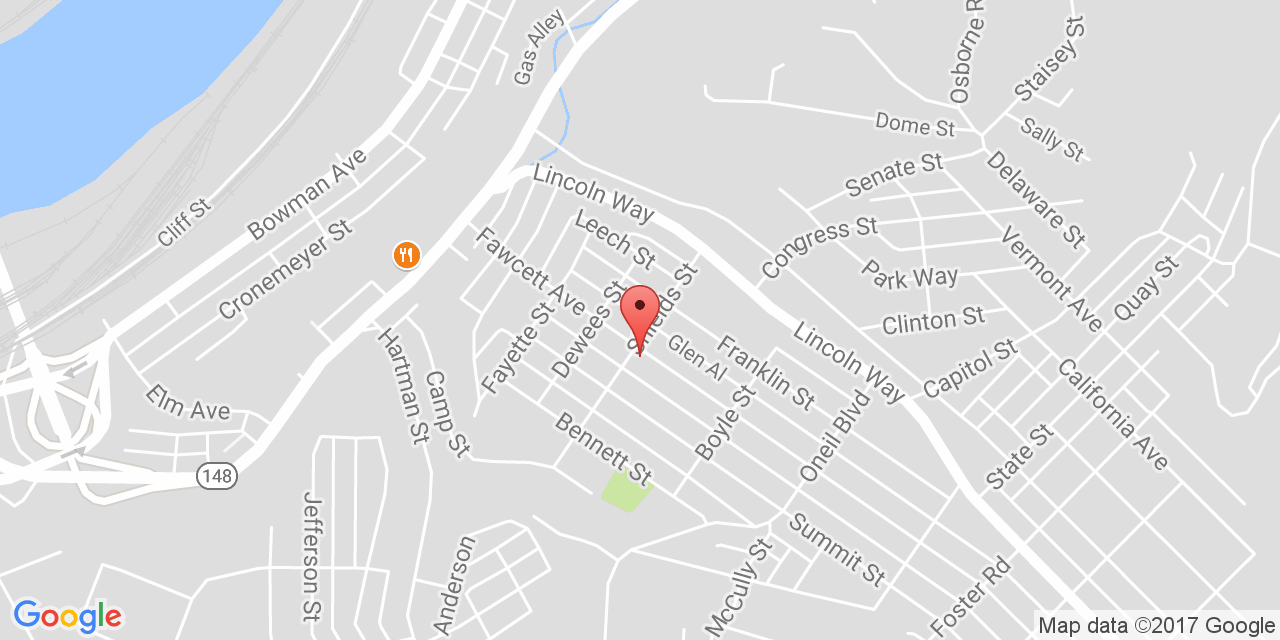 Gas Alley
Osborne R
Staisey St
Dome St
Sally St
Senate St
Delaware St
Lincoln Way
Leech St
Cliff St
Bowman Ave
Cronemeyer St
Fawcett Ave
Congress St
Vermont Ave
Park Way
Quay St
Clinton St
Dewees St
Shields St
Fayette St
Glen Al
Franklin St
Lincoln Way
Capitol St
California Ave
Hartman St
Camp St
Elm Ave
Boyle St
Oneil Blvd
Bennett St
State St
148
Jefferson St
Anderson
McCully St
Summit St
Foster Rd
Google
Map data ©2017 Google